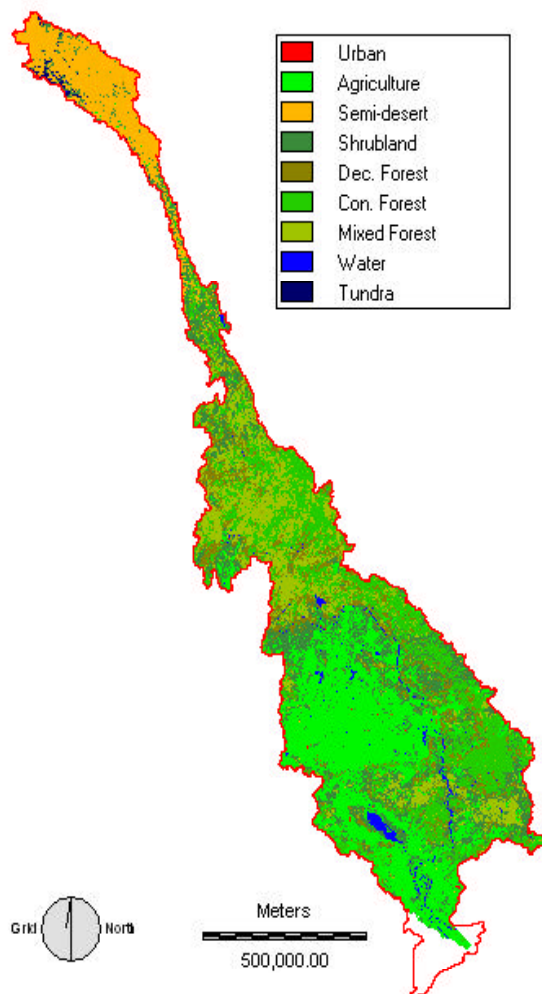 Urban
Agriculture
Semi-desert
Shrubland
Dec. Forest
Con. Forest
Mixed Forest
Water
Tundra
Grid North
Meters
500,000.00